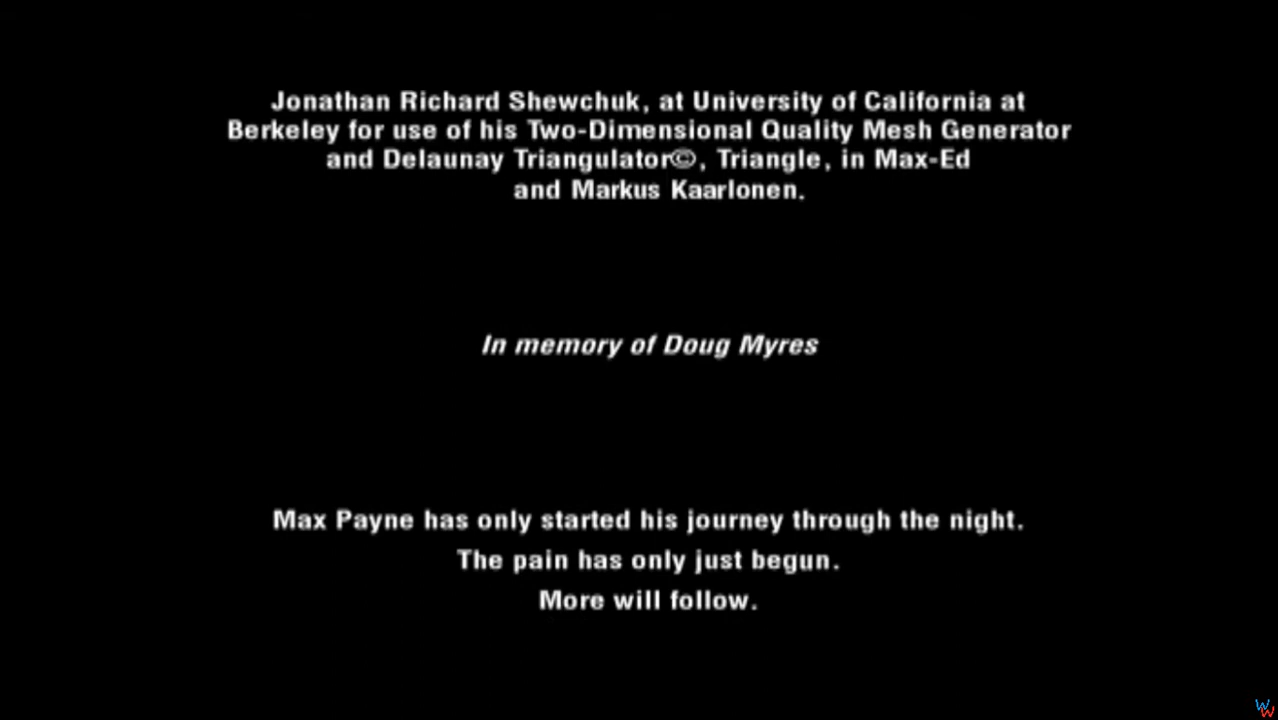 Jonathan Richard Shewchuk, at University of California at
Berkeley for use of his Two-Dimensional Quality Mesh Generator
and Delaunay Triangulator©, Triangle, in Max-Ed
and Markus Kaarlonen.
In memory of Doug Myres
Max Payne has only started his journey through the night.
The pain has only just begun.
More will follow.
WW